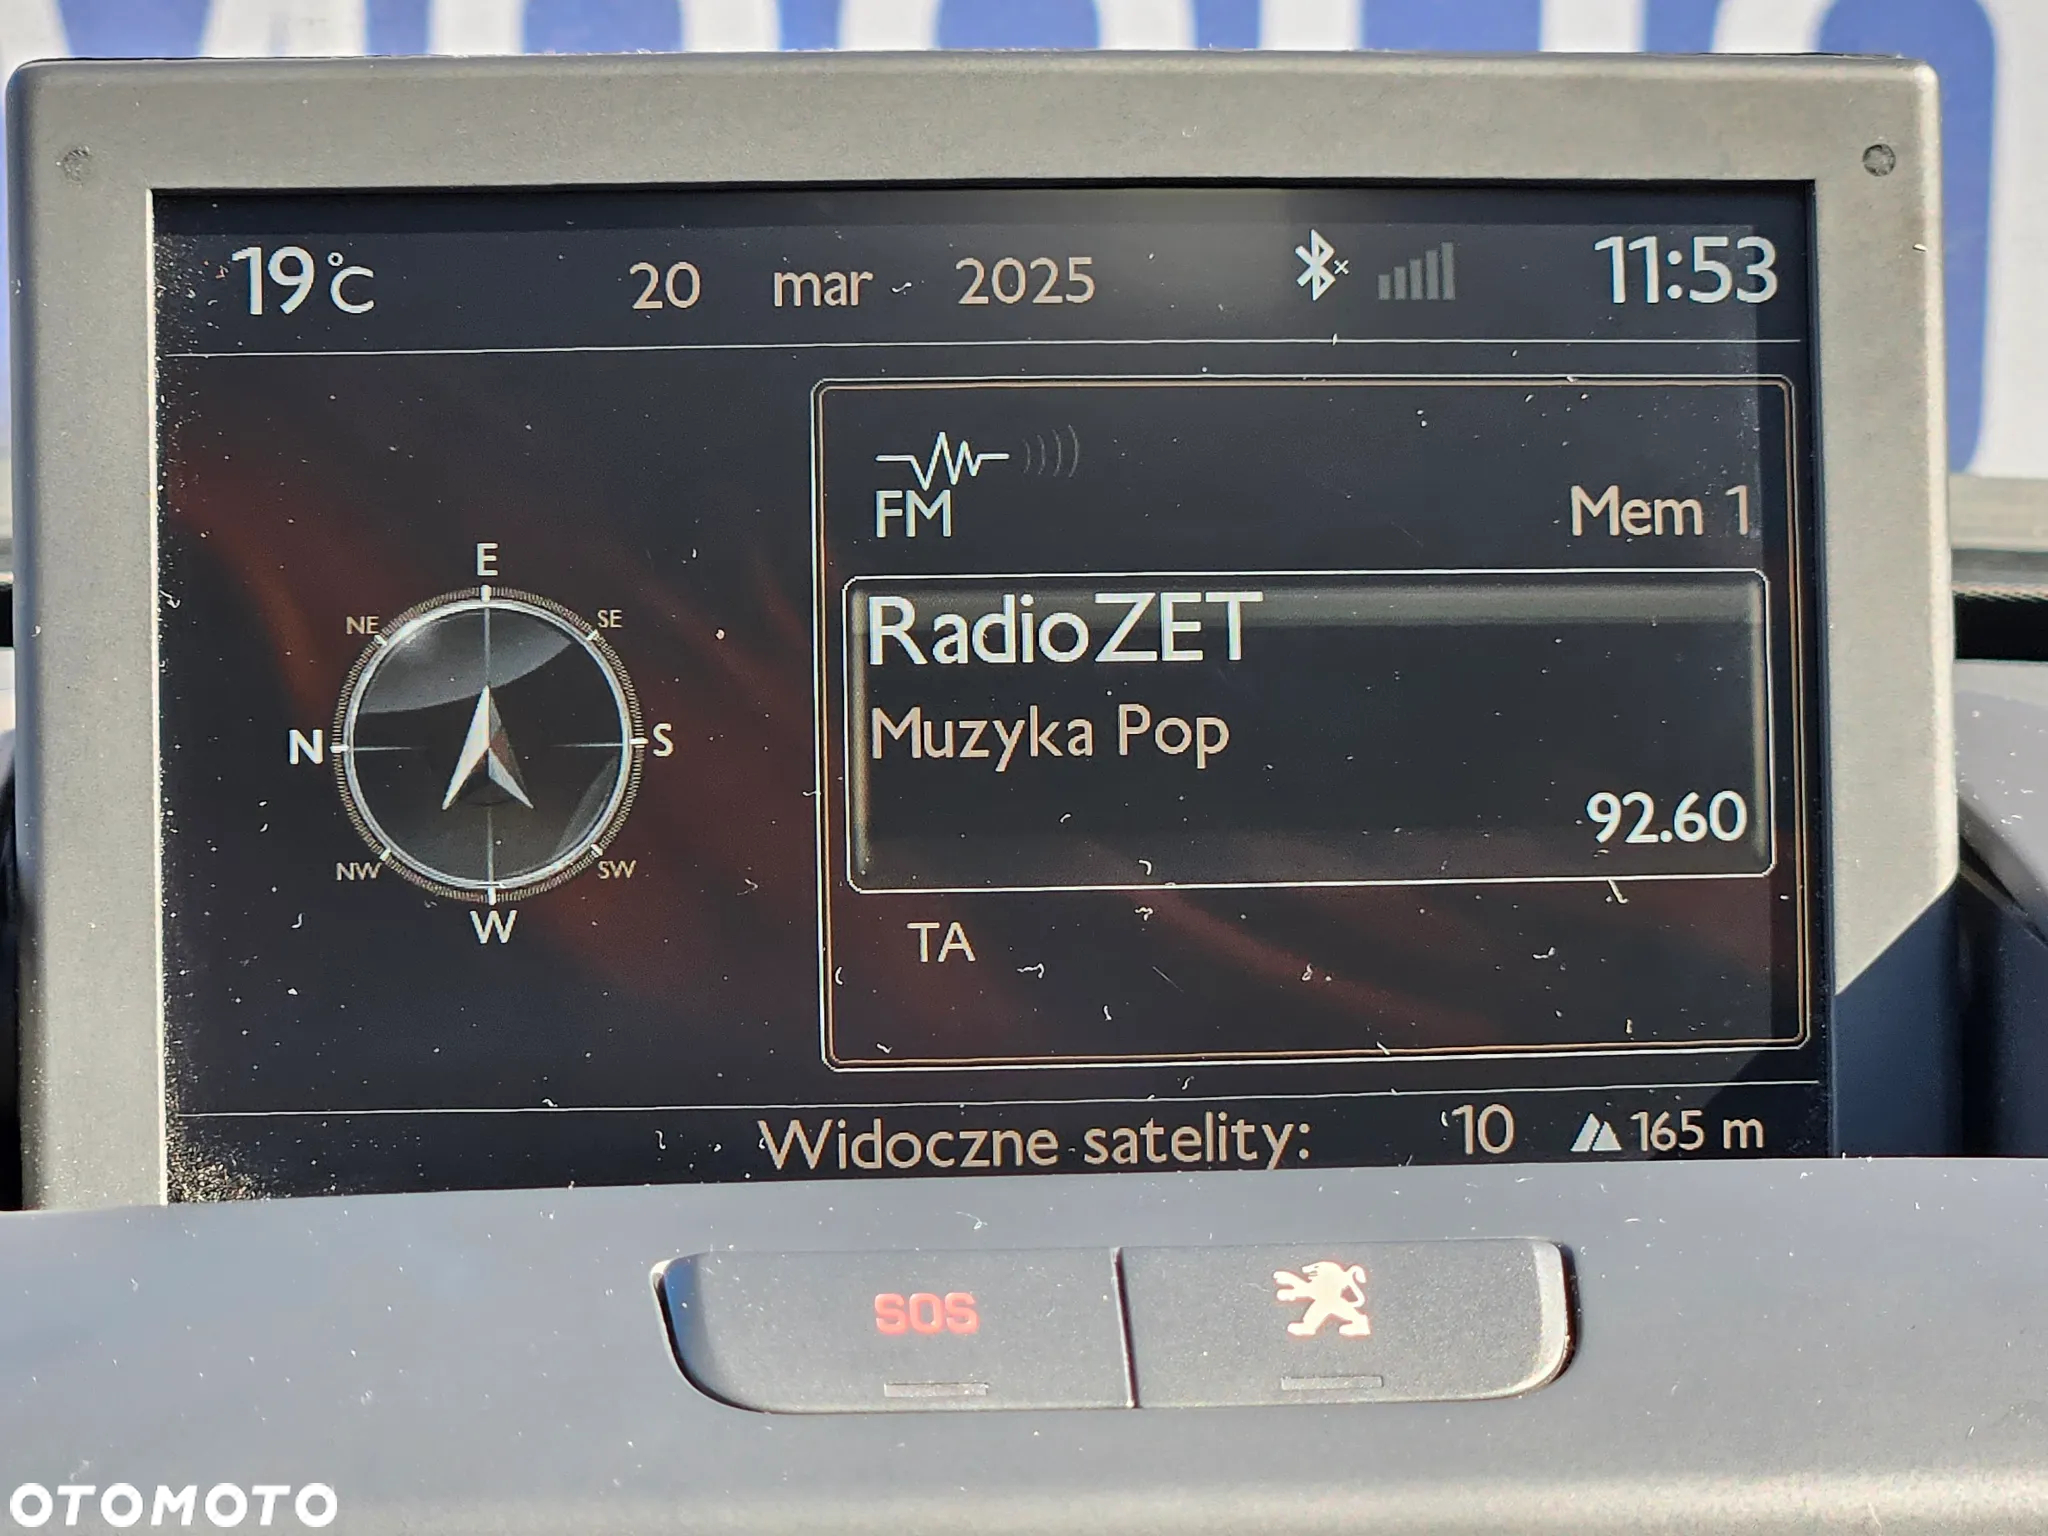 19°C 20 mar 2025 11:53
FM
Mem 1
RadioZET
Muzyka Pop
92.60
TA
E
NE SE
N S
NW SW
W
Widoczne satelity: 10 165 m
SOS
OTOMOTO